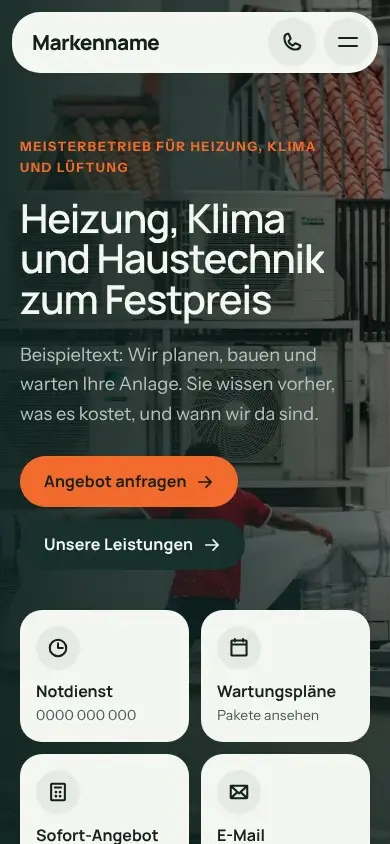 Markenname
MEISTERBETRIEB FÜR HEIZUNG, KLIMA
UND LÜFTUNG
Heizung, Klima
und Haustechnik
zum Festpreis
Beispieltext: Wir planen, bauen und
warten Ihre Anlage. Sie wissen vorher,
was es kostet, und wann wir da sind.
Angebot anfragen
Unsere Leistungen
Notdienst
0000 000 000
Wartungspläne
Pakete ansehen
Sofort-Angebot
E-Mail